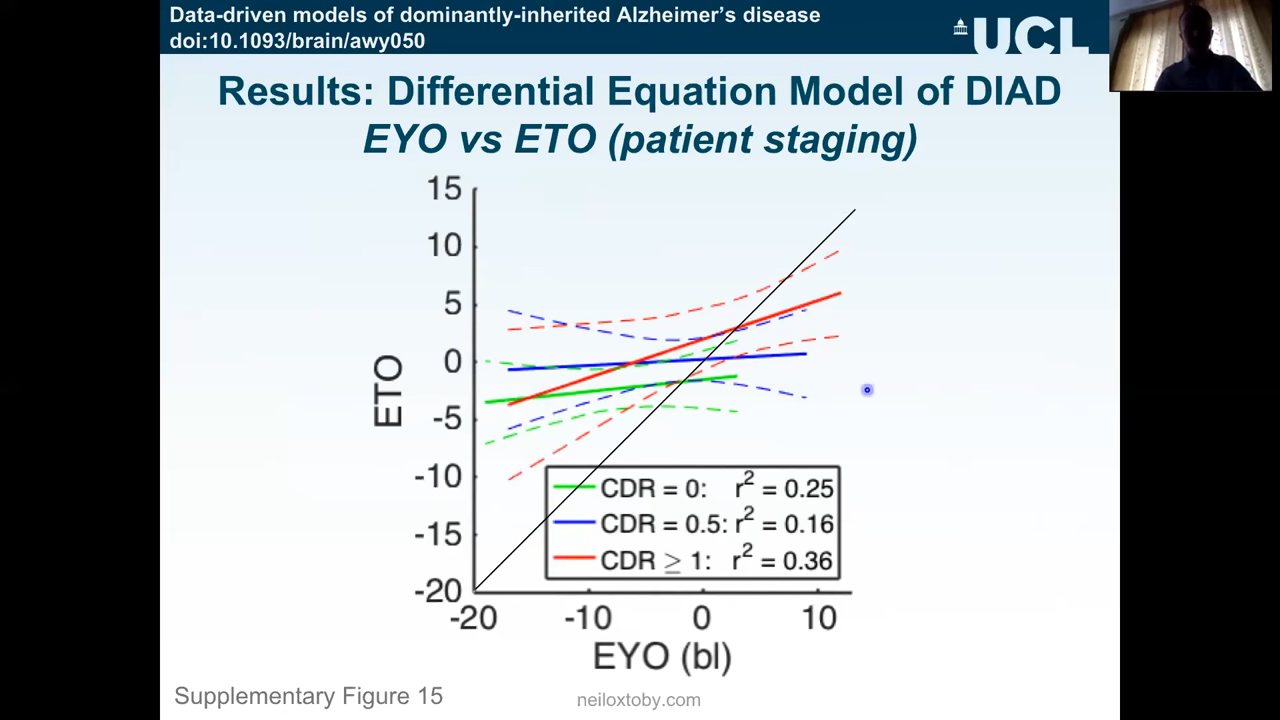 Data-driven models of dominantly-inherited Alzheimer's disease
doi:10.1093/brain/awy050
UCL
Results: Differential Equation Model of DIAD
EYO vs ETO (patient staging)
15
10
5
0
-5
-10
-15
-20
ETO
CDR = 0: r² = 0.25
CDR = 0.5: r² = 0.16
CDR ≥ 1: r² = 0.36
-20 -10 0 10
EYO (bl)
Supplementary Figure 15
neiloxtoby.com